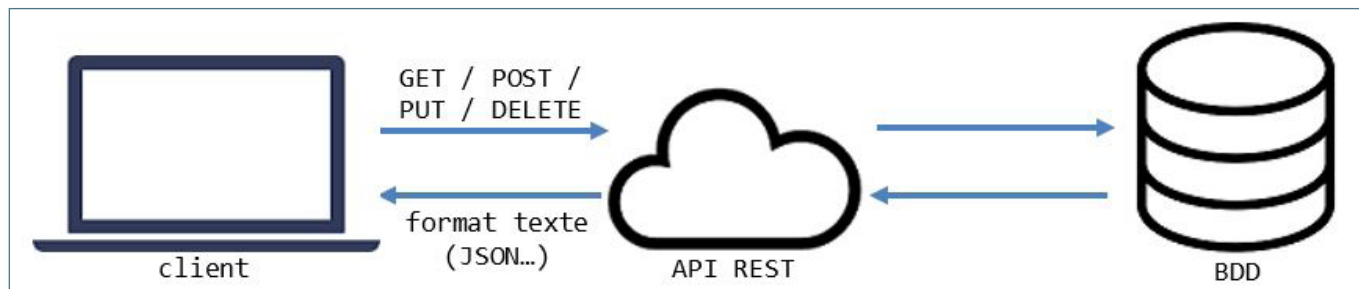 GET / POST /
PUT / DELETE
format texte
(JSON…)
client
API REST
BDD